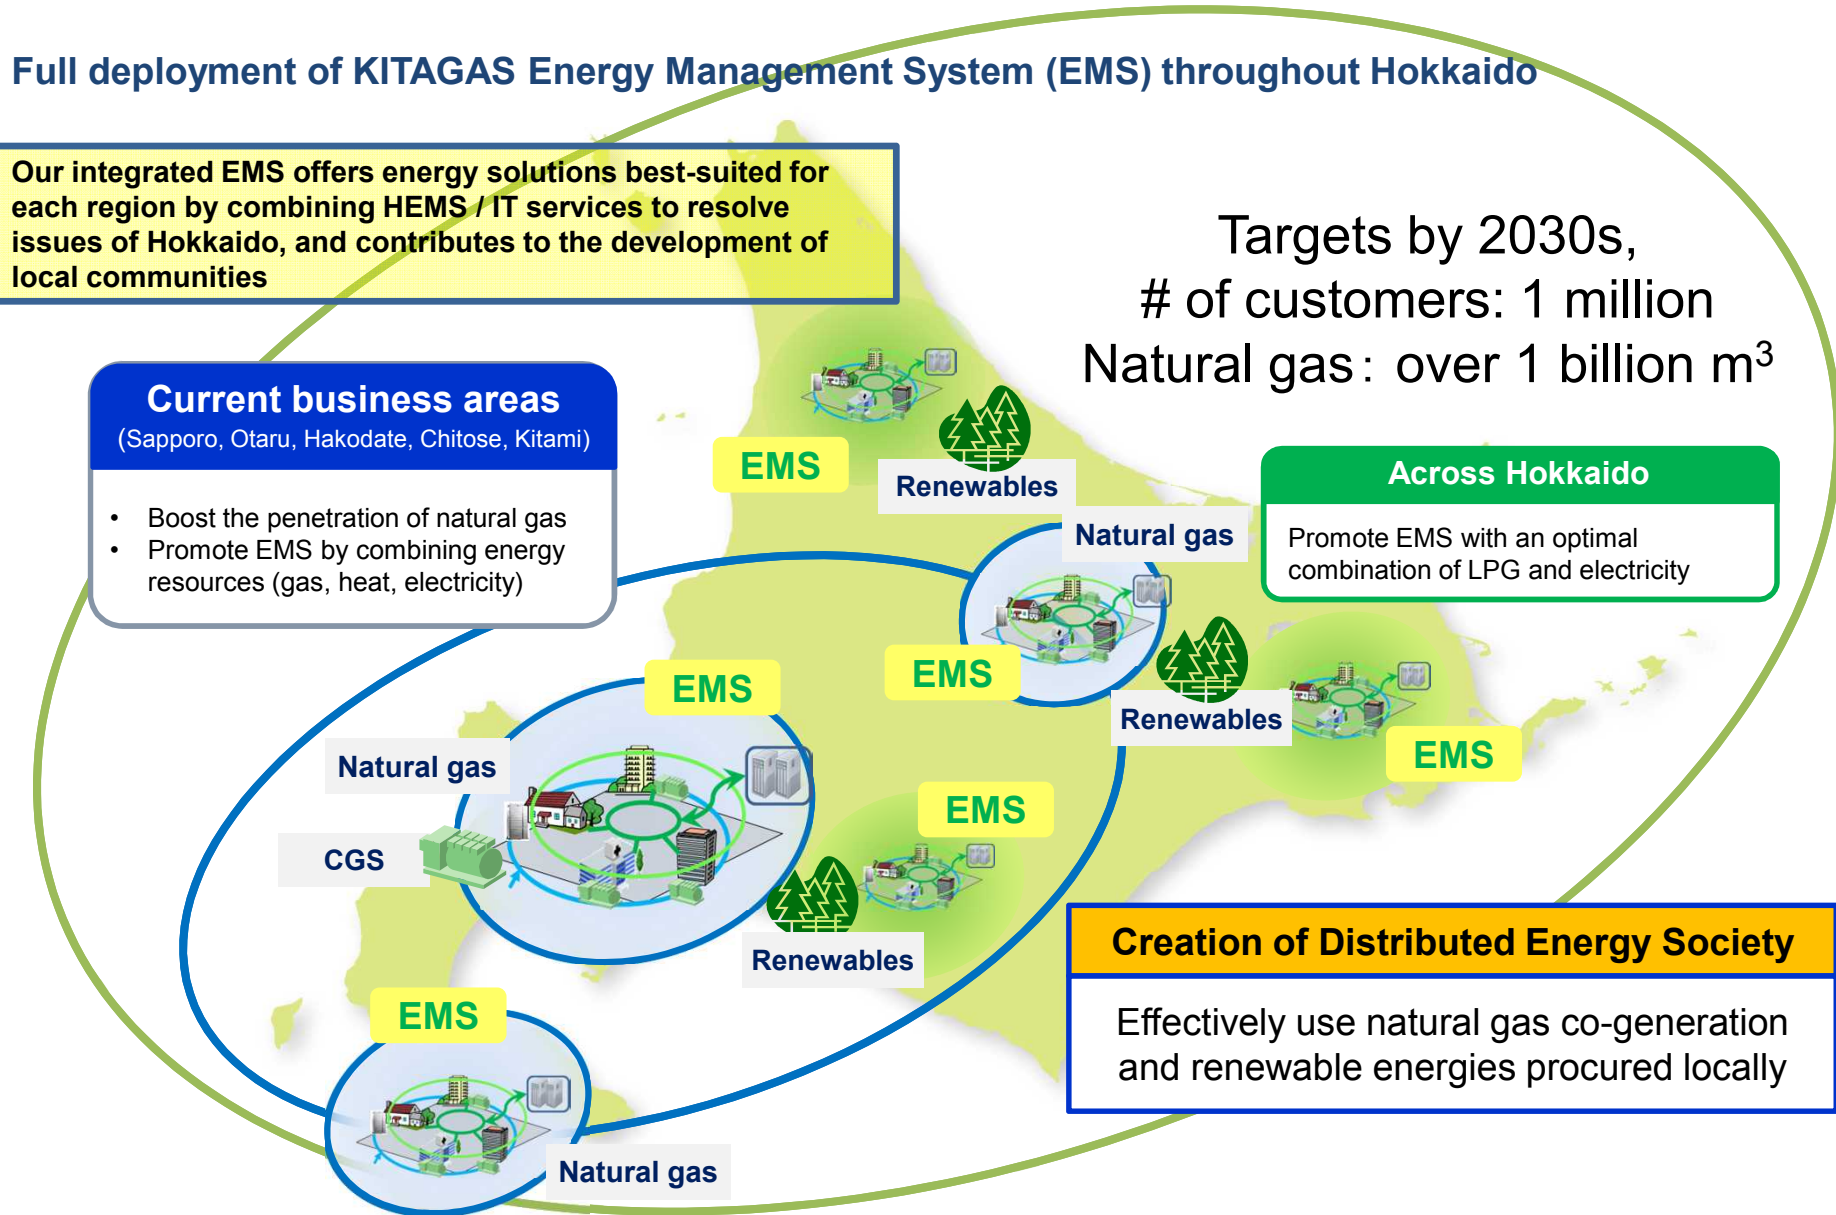 Full deployment of KITAGAS Energy Management System (EMS) throughout Hokkaido
Our integrated EMS offers energy solutions best-suited for
each region by combining HEMS / IT services to resolve
issues of Hokkaido, and contributes to the development of
local communities
Targets by 2030s,
# of customers: 1 million
Natural gas: over 1 billion m³
Current business areas
(Sapporo, Otaru, Hakodate, Chitose, Kitami)
• Boost the penetration of natural gas
• Promote EMS by combining energy
resources (gas, heat, electricity)
EMS
Renewables
Across Hokkaido
Promote EMS with an optimal
combination of LPG and electricity
Natural gas
EMS
Renewables
EMS
EMS
Natural gas
CGS
EMS
Renewables
Creation of Distributed Energy Society
Effectively use natural gas co-generation
and renewable energies procured locally
EMS
Natural gas